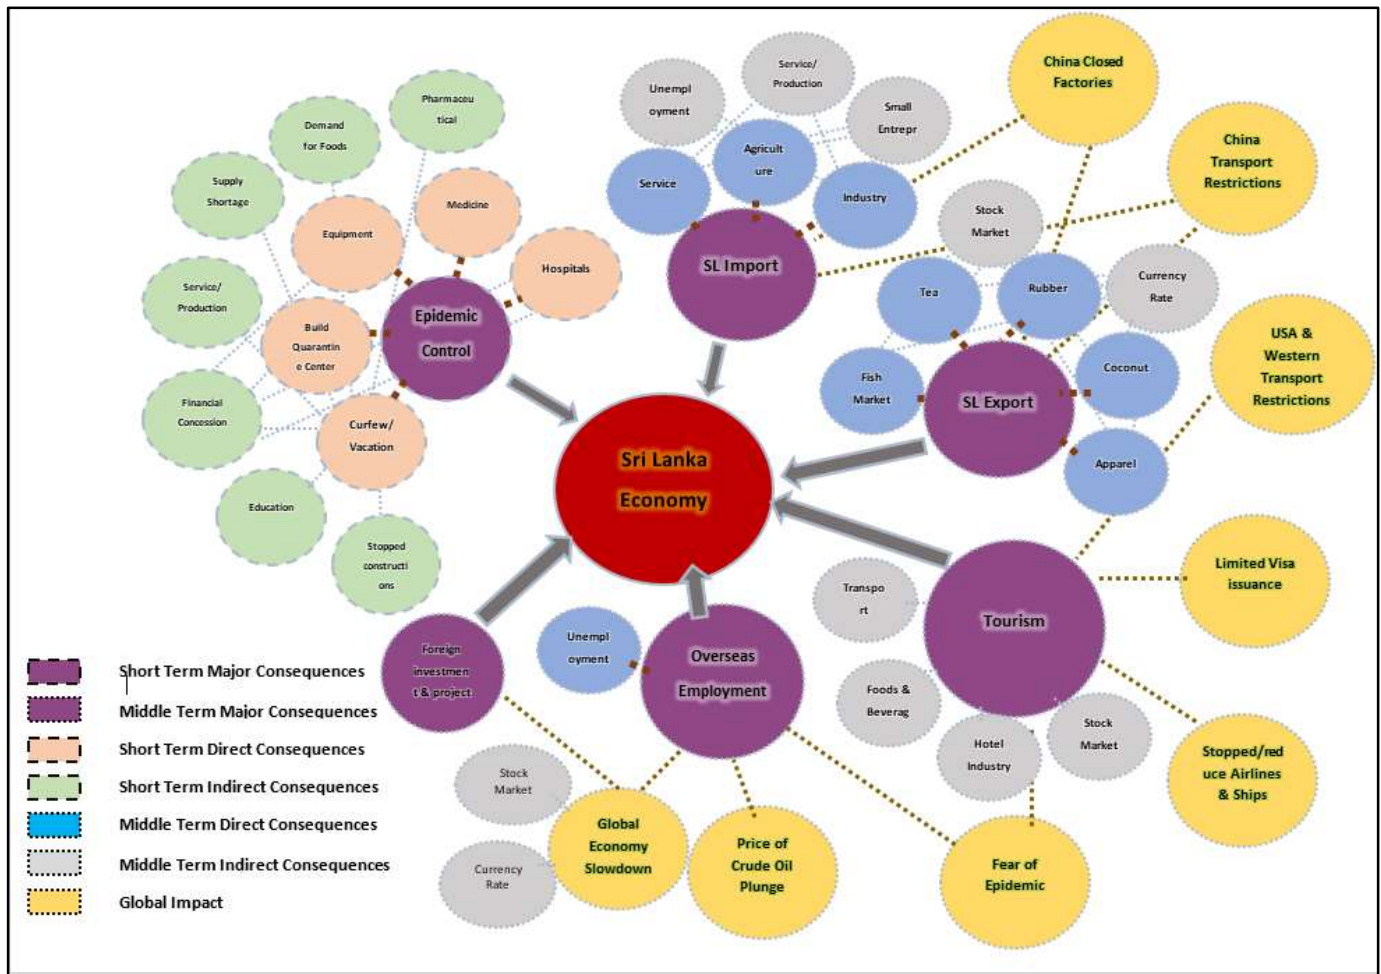 Pharmaceu
tical
Demand
for Foods
Supply
Shortage
Equipment
Medicine
Hospitals
Service/
Production
Build
Quarantin
e Center
Epidemic
Control
Financial
Concession
Curfew/
Vacation
Education
Stopped
constructi
ons
Unempl
oyment
Service/
Production
Small
Entrepr
Service
Agricult
ure
Industry
SL Import
China Closed
Factories
China
Transport
Restrictions
Stock
Market
Tea
Rubber
Currency
Rate
Fish
Market
SL Export
Coconut
Apparel
USA &
Western
Transport
Restrictions
Sri Lanka
Economy
Limited Visa
issuance
Transpo
rt
Tourism
Foods &
Beverag
Hotel
Industry
Stock
Market
Stopped/red
uce Airlines
& Ships
Foreign
investmen
t & project
Unempl
oyment
Overseas
Employment
Stock
Market
Currency
Rate
Global
Economy
Slowdown
Price of
Crude Oil
Plunge
Fear of
Epidemic
Short Term Major Consequences
Middle Term Major Consequences
Short Term Direct Consequences
Short Term Indirect Consequences
Middle Term Direct Consequences
Middle Term Indirect Consequences
Global Impact